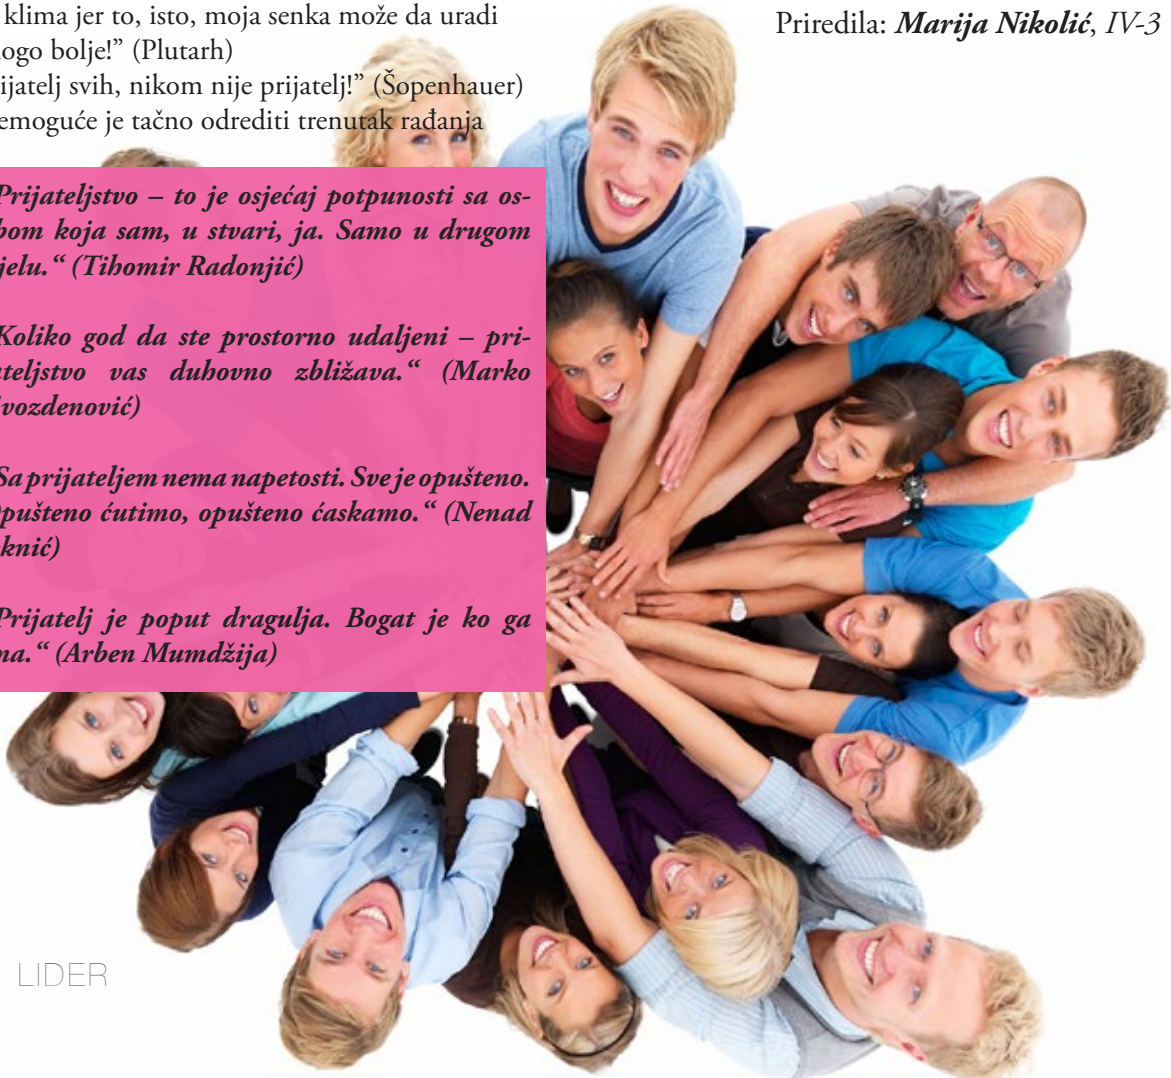 klima jer to, isto, moja senka može da uradi
ogo bolje!” (Plutarh)
ijatelj svih, nikom nije prijatelj!” (Šopenhauer)
emoguće je tačno odrediti trenutak rađanja
Prijateljstvo – to je osjećaj potpunosti sa os-
bom koja sam, u stvari, ja. Samo u drugom
jelu.“ (Tihomir Radonjić)
Koliko god da ste prostorno udaljeni – pri-
ateljstvo vas duhovno zbližava.“ (Marko
vozdenović)
Sa prijateljem nema napetosti. Sve je opušteno.
pušteno ćutimo, opušteno ćaskamo.“ (Nenad
knić)
Prijatelj je poput dragulja. Bogat je ko ga
ma.“ (Arben Mumdžija)
Priredila: Marija Nikolić, IV-3
LIDER